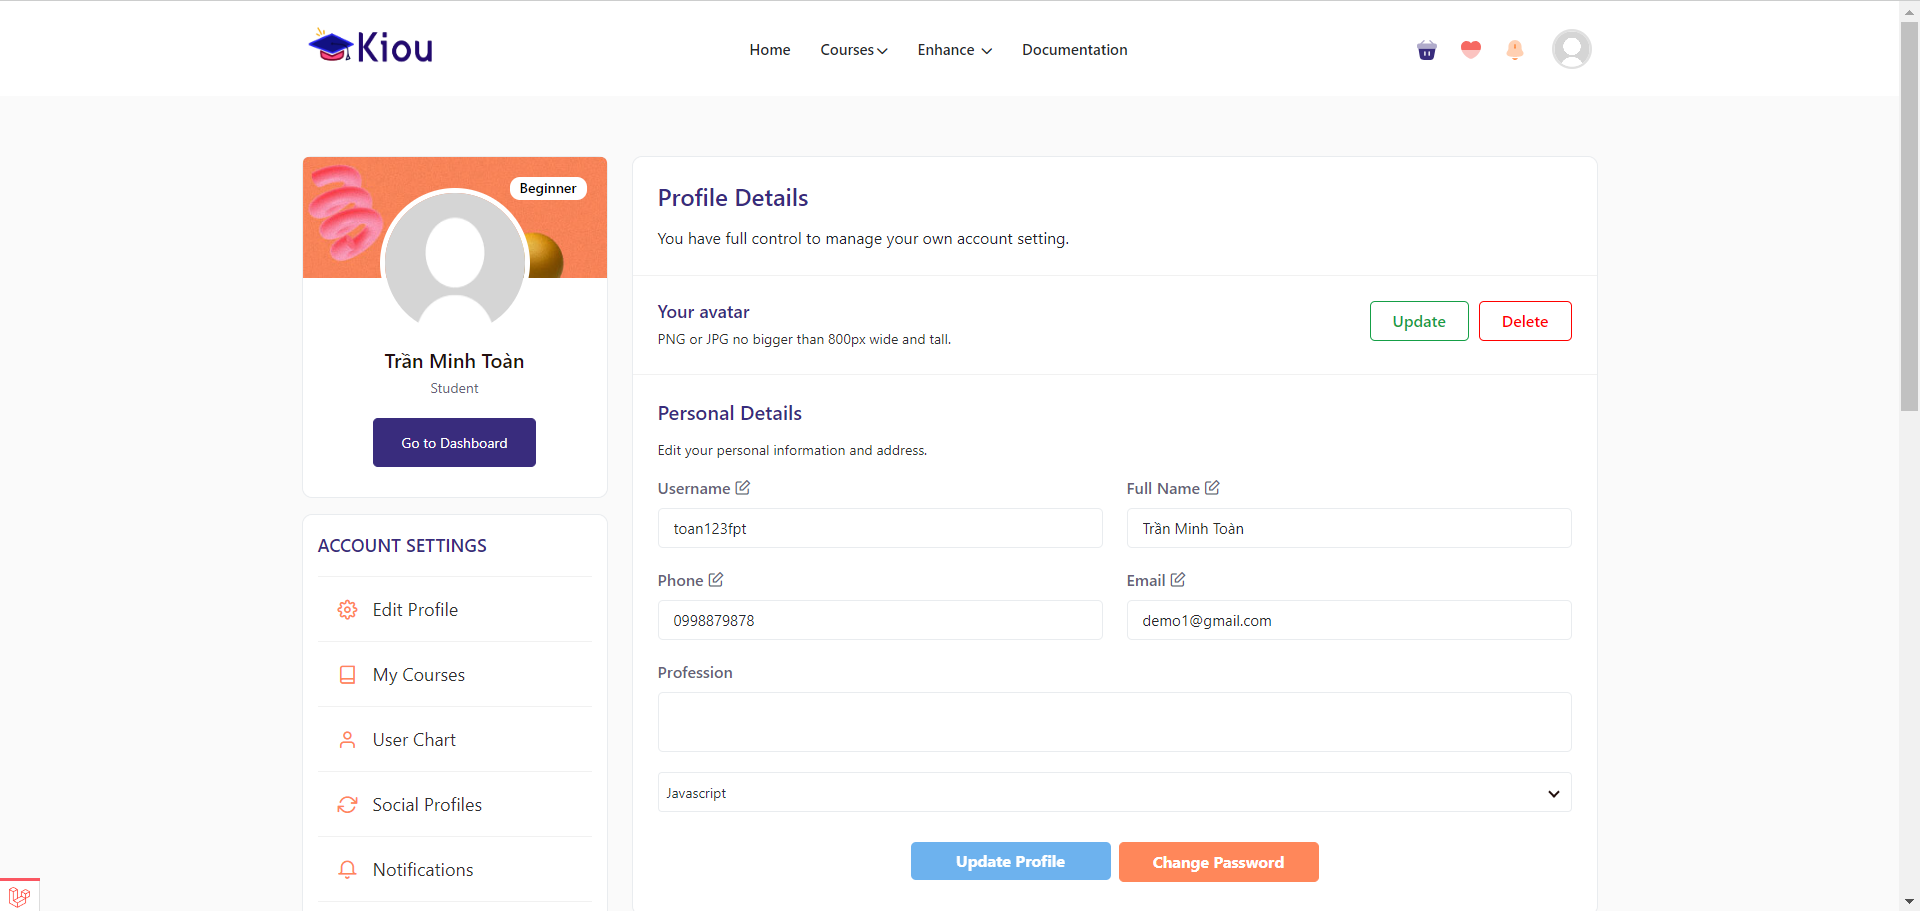 Kiou
Home
Courses
Enhance
Documentation
Beginner
Trần Minh Toàn
Student
Go to Dashboard
ACCOUNT SETTINGS
Edit Profile
My Courses
User Chart
Social Profiles
Notifications
Profile Details
You have full control to manage your own account setting.
Your avatar
PNG or JPG no bigger than 800px wide and tall.
Update
Delete
Personal Details
Edit your personal information and address.
Username
toan123fpt
Full Name
Trần Minh Toàn
Phone
0998879878
Email
demo1@gmail.com
Profession
Javascript
Update Profile
Change Password